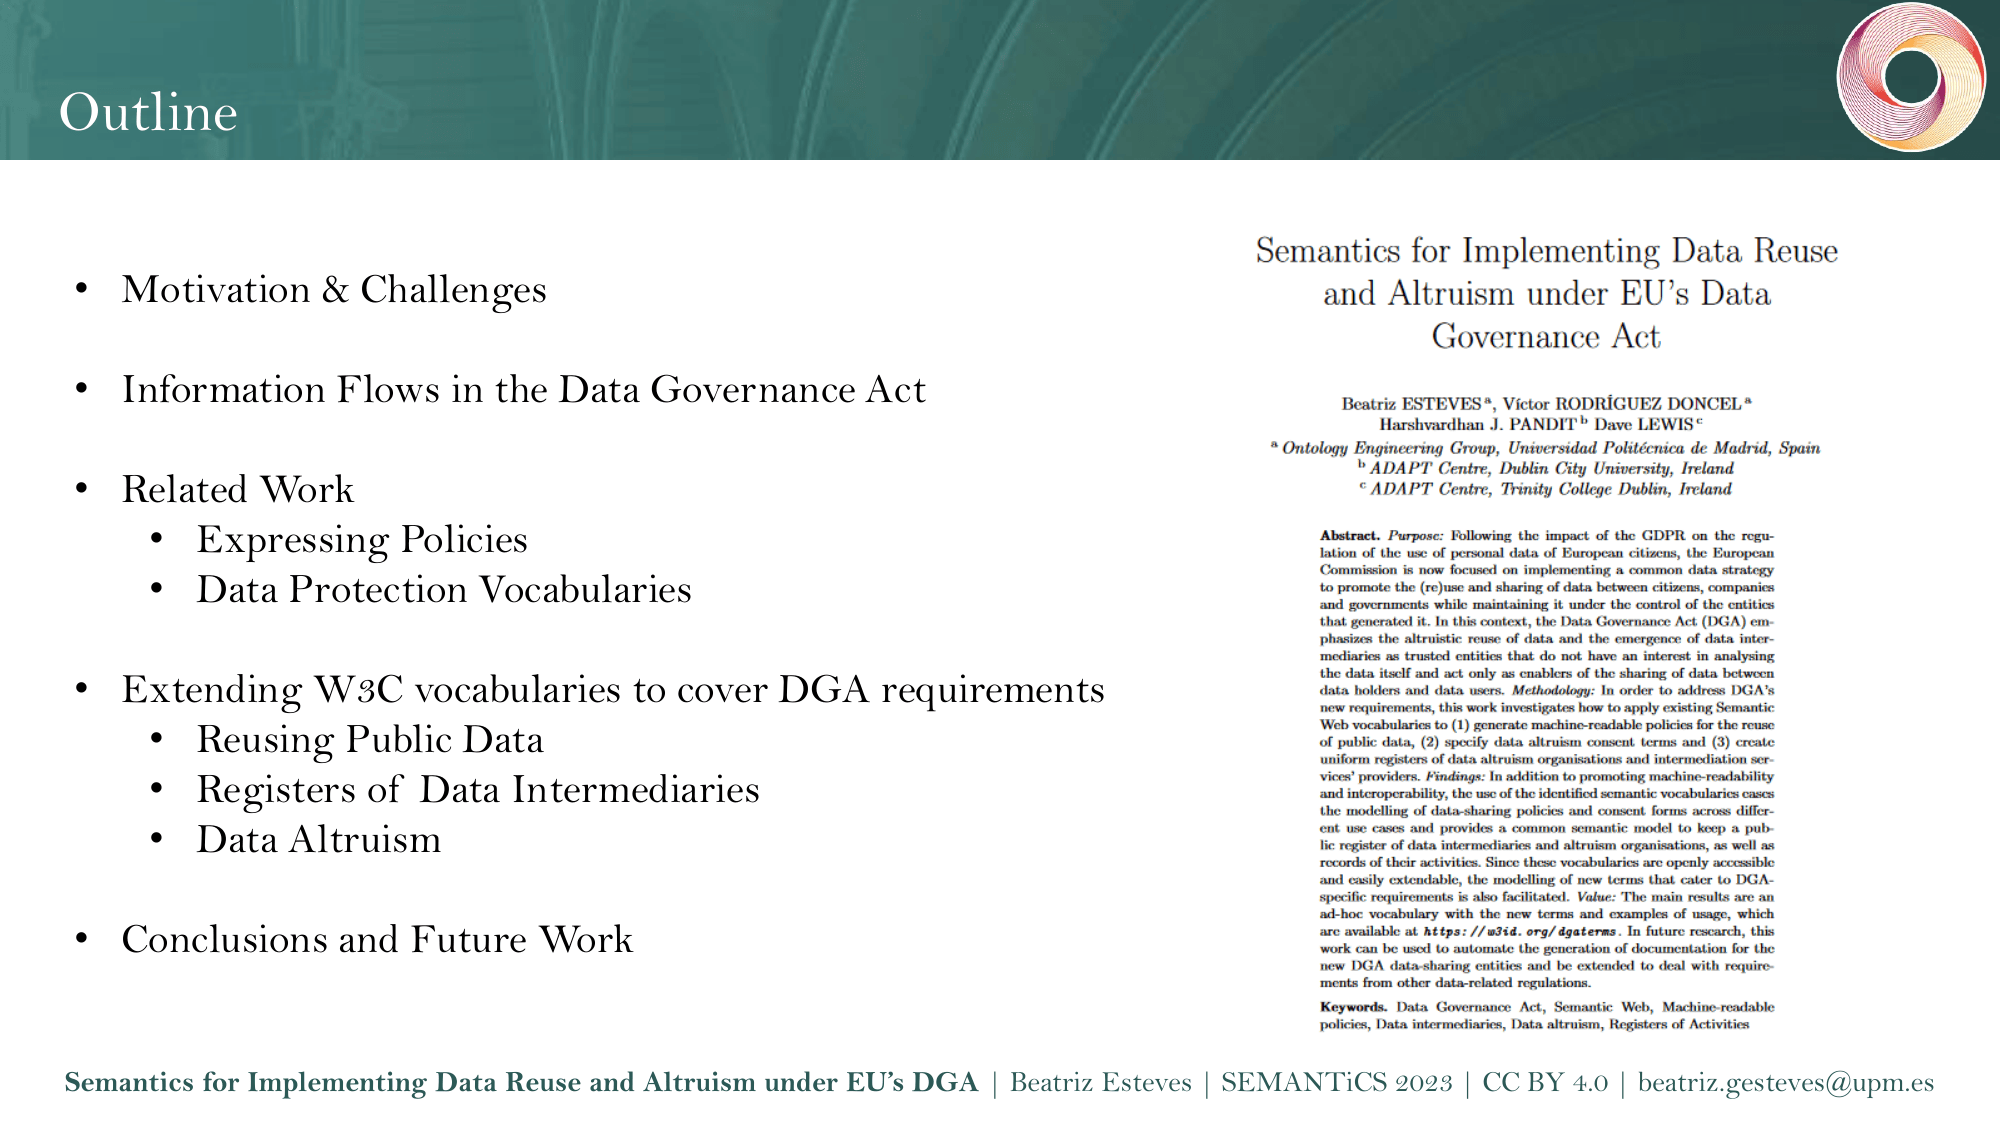 Outline
• Motivation & Challenges
• Information Flows in the Data Governance Act
• Related Work
• Expressing Policies
• Data Protection Vocabularies
• Extending W3C vocabularies to cover DGA requirements
• Reusing Public Data
• Registers of Data Intermediaries
• Data Altruism
• Conclusions and Future Work
Semantics for Implementing Data Reuse
and Altruism under EU's Data
Governance Act
Beatriz ESTEVES a, Víctor RODRÍGUEZ DONCEL a
Harshvardhan J. PANDIT b Dave LEWIS c
a Ontology Engineering Group, Universidad Politécnica de Madrid, Spain
b ADAPT Centre, Dublin City University, Ireland
c ADAPT Centre, Trinity College Dublin, Ireland
Abstract. Purpose: Following the impact of the GDPR on the regu-
lation of the use of personal data of European citizens, the European
Commission is now focused on implementing a common data strategy
to promote the (re)use and sharing of data between citizens, companies
and governments while maintaining it under the control of the entities
that generated it. In this context, the Data Governance Act (DGA) em-
phasizes the altruistic reuse of data and the emergence of data inter-
mediaries as trusted entities that do not have an interest in analysing
the data itself and act only as enablers of the sharing of data between
data holders and data users. Methodology: In order to address DGA's
new requirements, this work investigates how to apply existing Semantic
Web vocabularies to (1) generate machine-readable policies for the reuse
of public data, (2) specify data altruism consent terms and (3) create
uniform registers of data altruism organisations and intermediation ser-
vices' providers. Findings: In addition to promoting machine-readability
and interoperability, the use of the identified semantic vocabularies eases
the modelling of data-sharing policies and consent forms across differ-
ent use cases and provides a common semantic model to keep a pub-
lic register of data intermediaries and altruism organisations, as well as
records of their activities. Since these vocabularies are openly accessible
and easily extendable, the modelling of new terms that cater to DGA-
specific requirements is also facilitated. Value: The main results are an
ad-hoc vocabulary with the new terms and examples of usage, which
are available at https://w3id.org/dgaterms. In future research, this
work can be used to automate the generation of documentation for the
new DGA data-sharing entities and be extended to deal with require-
ments from other data-related regulations.
Keywords. Data Governance Act, Semantic Web, Machine-readable
policies, Data intermediaries, Data altruism, Registers of Activities
Semantics for Implementing Data Reuse and Altruism under EU's DGA | Beatriz Esteves | SEMANTiCS 2023 | CC BY 4.0 | beatriz.gesteves@upm.es